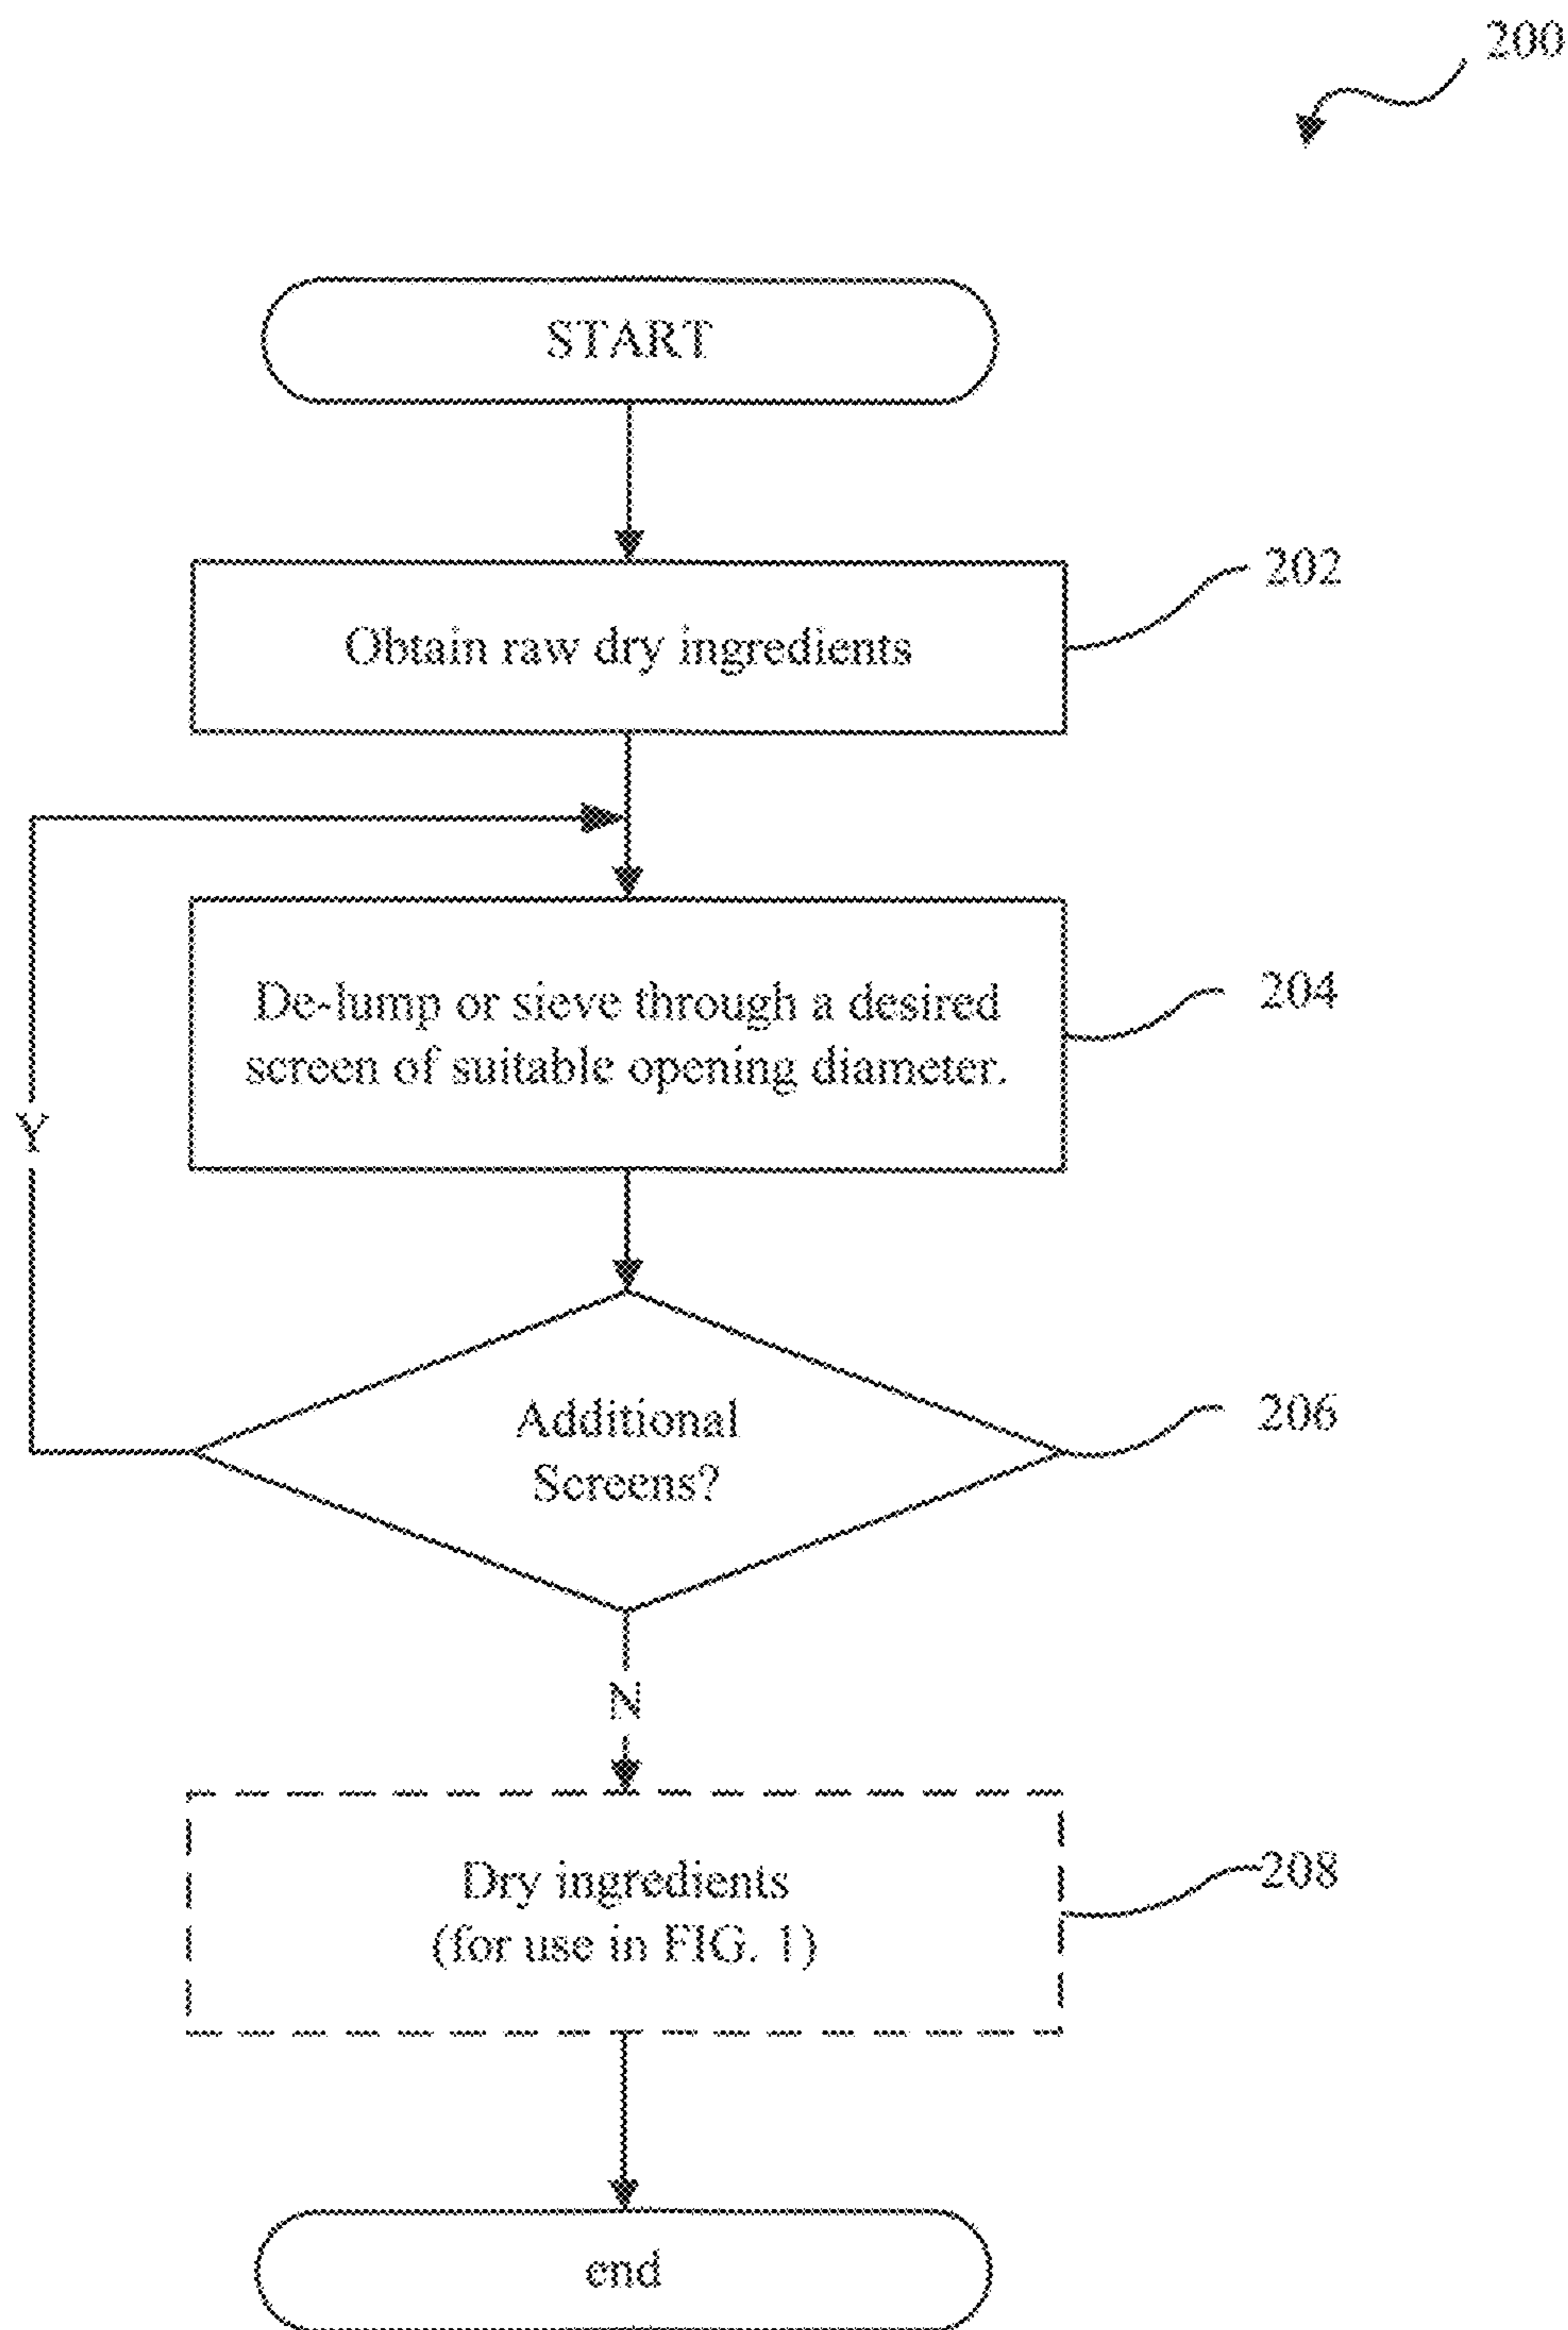 200
START
Obtain raw dry ingredients
202
De-lump or sieve through a desired
screen of suitable opening diameter.
204
Y
Additional
Screens?
206
N
Dry ingredients
(for use in FIG. 1)
208
end